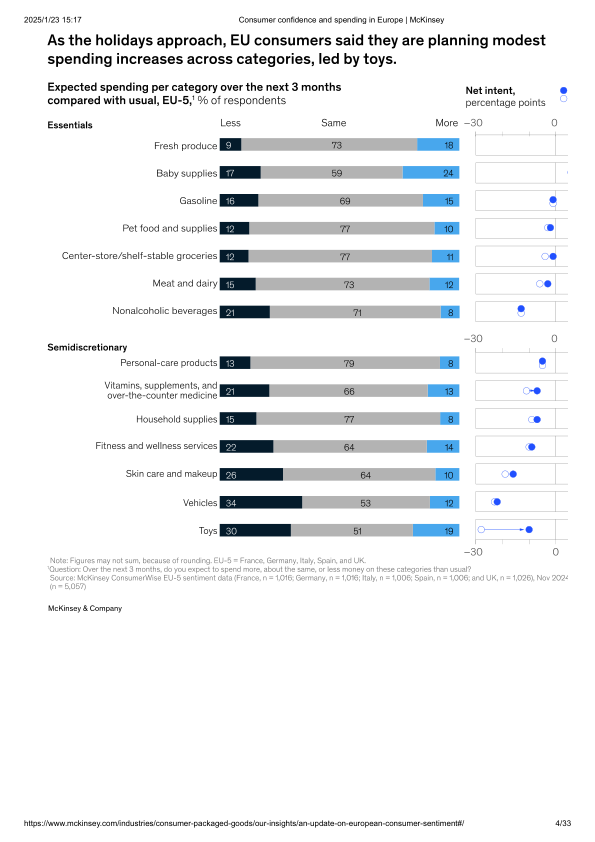 2025/1/23 15:17 Consumer confidence and spending in Europe | McKinsey
As the holidays approach, EU consumers said they are planning modest
spending increases across categories, led by toys.
Expected spending per category over the next 3 months
compared with usual, EU-5,¹ % of respondents
Net intent,
percentage points
Essentials Less Same More −30 0
Fresh produce 9 73 18
Baby supplies 17 59 24
Gasoline 16 69 15
Pet food and supplies 12 77 10
Center-store/shelf-stable groceries 12 77 11
Meat and dairy 15 73 12
Nonalcoholic beverages 21 71 8
−30 0
Semidiscretionary
Personal-care products 13 79 8
Vitamins, supplements, and
over-the-counter medicine 21 66 13
Household supplies 15 77 8
Fitness and wellness services 22 64 14
Skin care and makeup 26 64 10
Vehicles 34 53 12
Toys 30 51 19
−30 0
Note: Figures may not sum, because of rounding. EU-5 = France, Germany, Italy, Spain, and UK.
¹Question: Over the next 3 months, do you expect to spend more, about the same, or less money on these categories than usual?
Source: McKinsey ConsumerWise EU-5 sentiment data (France, n = 1,016; Germany, n = 1,016; Italy, n = 1,006; Spain, n = 1,006; and UK, n = 1,026), Nov 2024
(n = 5,057)
McKinsey & Company
https://www.mckinsey.com/industries/consumer-packaged-goods/our-insights/an-update-on-european-consumer-sentiment#/ 4/33